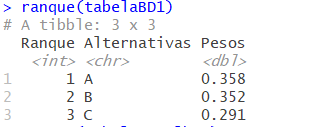 > ranque(tabelaBD1)
# A tibble: 3 x 3
Ranque Alternativas Pesos
<int> <chr> <dbl>
1 1 A 0.358
2 2 B 0.352
3 3 C 0.291